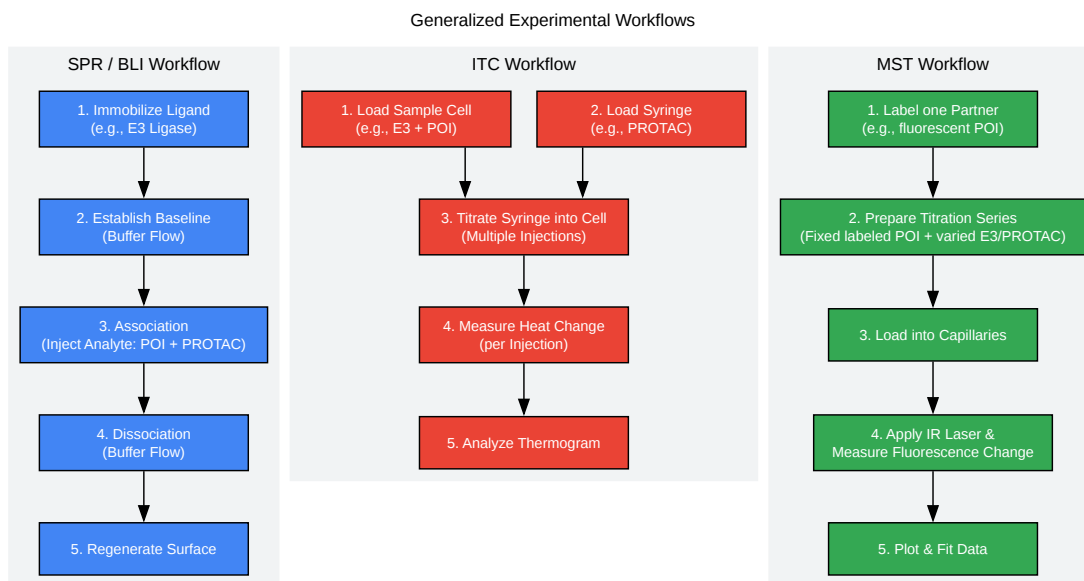 Generalized Experimental Workflows
SPR / BLI Workflow
1. Immobilize Ligand
(e.g., E3 Ligase)
2. Establish Baseline
(Buffer Flow)
3. Association
(Inject Analyte: POI + PROTAC)
4. Dissociation
(Buffer Flow)
5. Regenerate Surface
ITC Workflow
1. Load Sample Cell
(e.g., E3 + POI)
2. Load Syringe
(e.g., PROTAC)
3. Titrate Syringe into Cell
(Multiple Injections)
4. Measure Heat Change
(per Injection)
5. Analyze Thermogram
MST Workflow
1. Label one Partner
(e.g., fluorescent POI)
2. Prepare Titration Series
(Fixed labeled POI + varied E3/PROTAC)
3. Load into Capillaries
4. Apply IR Laser &
Measure Fluorescence Change
5. Plot & Fit Data